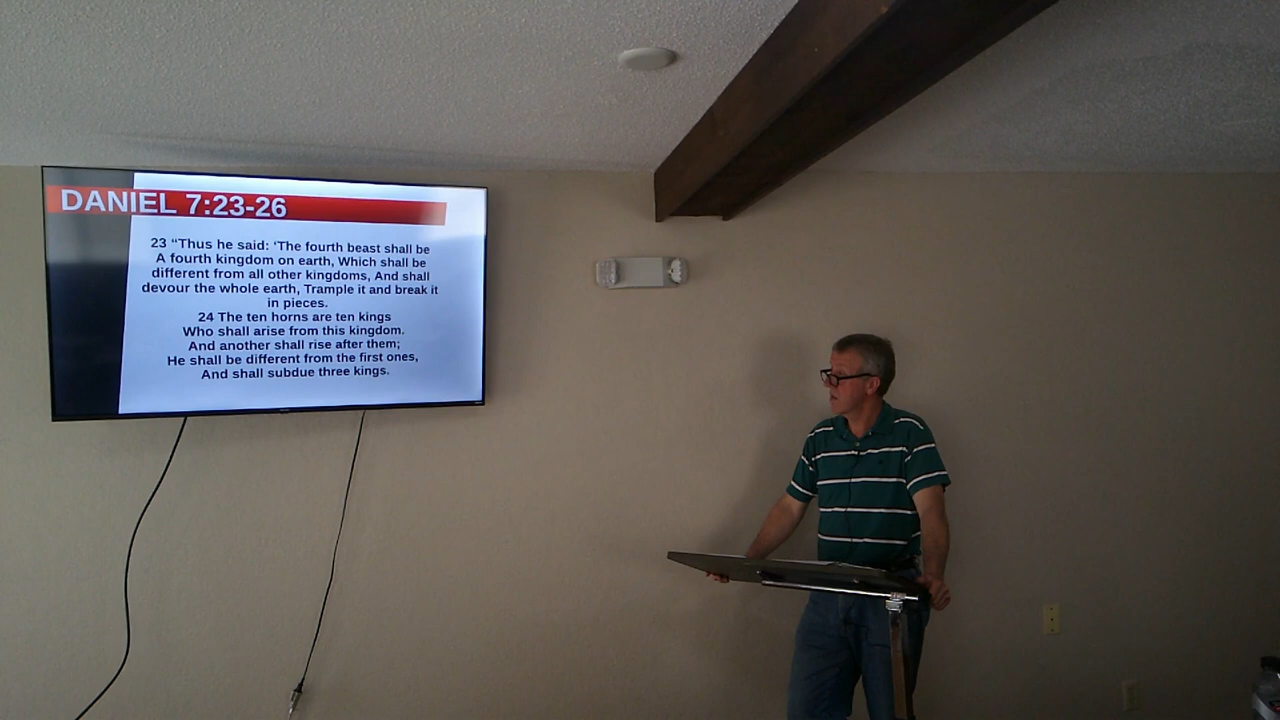 DANIEL 7:23-26
23 “Thus he said: ‘The fourth beast shall be
A fourth kingdom on earth, Which shall be
different from all other kingdoms, And shall
devour the whole earth, Trample it and break it
in pieces.
24 The ten horns are ten kings
Who shall arise from this kingdom.
And another shall rise after them;
He shall be different from the first ones,
And shall subdue three kings.